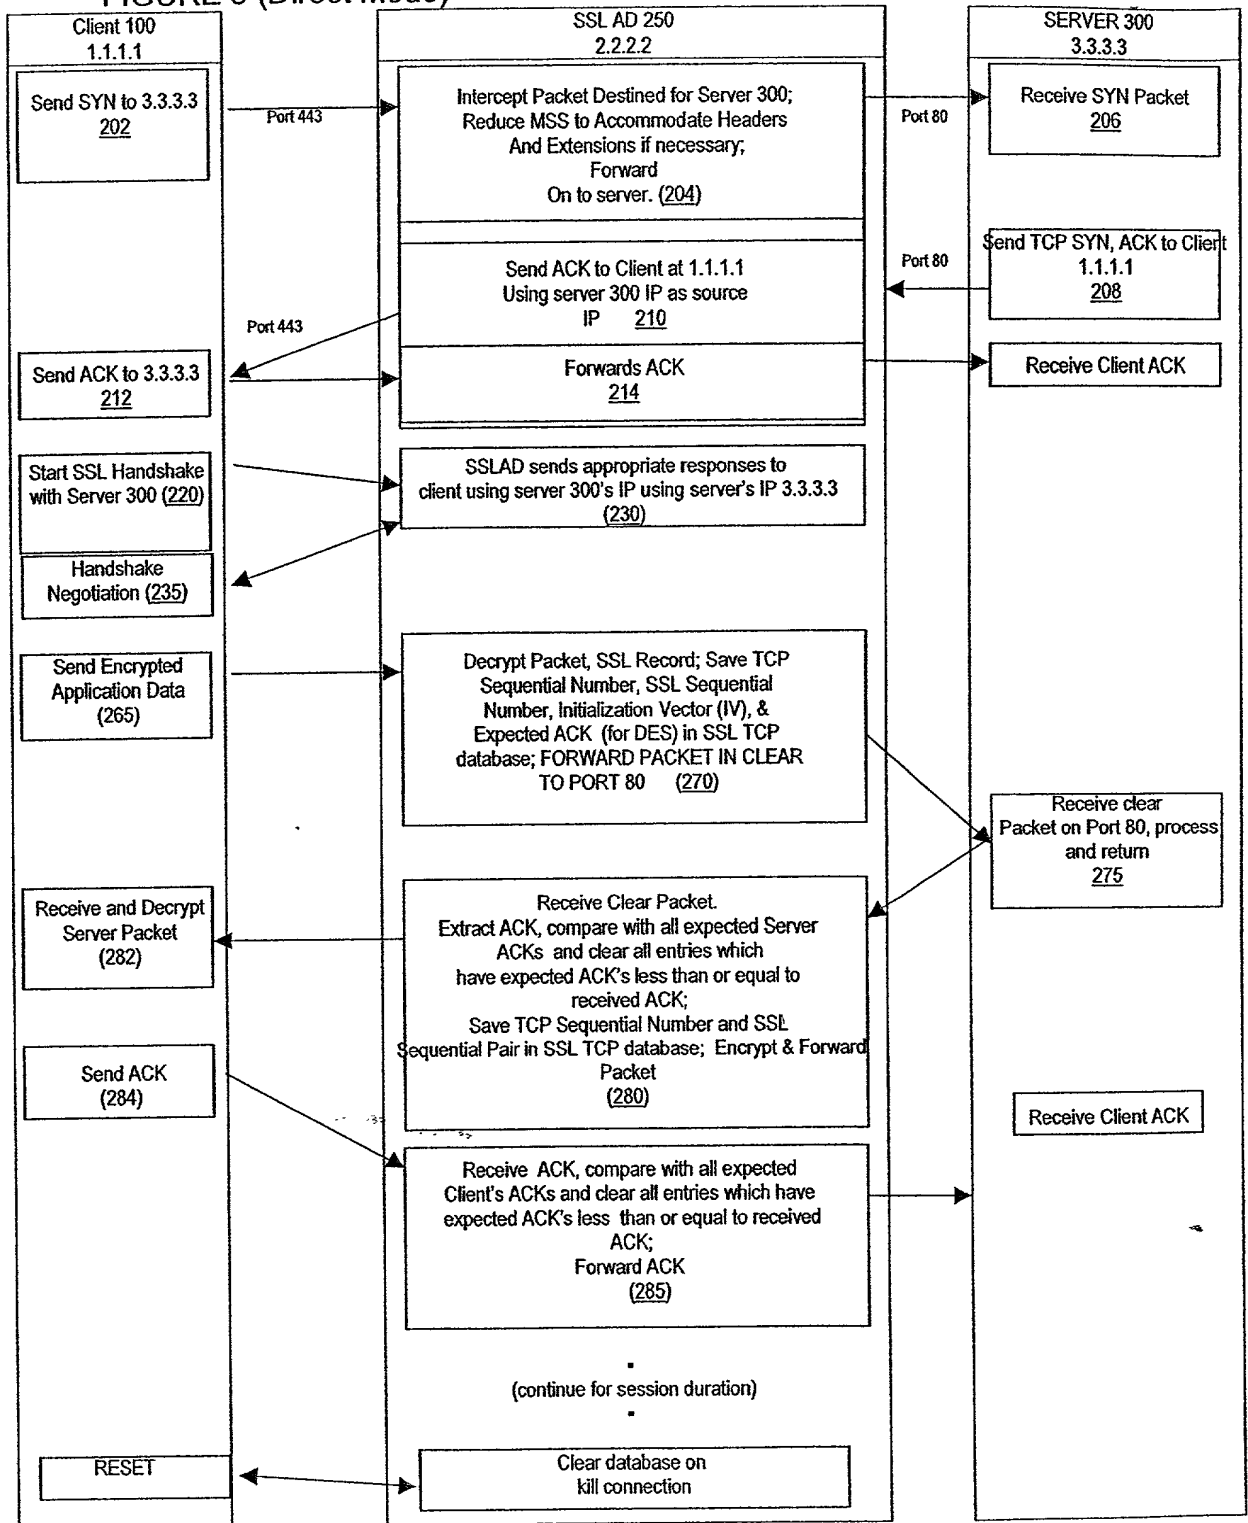 Client 100
1.1.1.1
SSL AD 250
2.2.2.2
SERVER 300
3.3.3.3
Send SYN to 3.3.3.3
202
Port 443
Intercept Packet Destined for Server 300;
Reduce MSS to Accommodate Headers
And Extensions if necessary;
Forward
On to server. (204)
Port 80
Receive SYN Packet
206
Send TCP SYN, ACK to Client
1.1.1.1
208
Port 80
Send ACK to Client at 1.1.1.1
Using server 300 IP as source
IP 210
Port 443
Send ACK to 3.3.3.3
212
Forwards ACK
214
Receive Client ACK
Start SSL Handshake
with Server 300 (220)
SSLAD sends appropriate responses to
client using server 300's IP using server's IP 3.3.3.3
(230)
Handshake
Negotiation (235)
Send Encrypted
Application Data
(265)
Decrypt Packet, SSL Record; Save TCP
Sequential Number, SSL Sequential
Number, Initialization Vector (IV), &
Expected ACK (for DES) in SSL TCP
database; FORWARD PACKET IN CLEAR
TO PORT 80 (270)
Receive clear
Packet on Port 80, process
and return
275
Receive Clear Packet.
Extract ACK, compare with all expected Server
ACKs and clear all entries which
have expected ACK's less than or equal to
received ACK;
Save TCP Sequential Number and SSL
Sequential Pair in SSL TCP database; Encrypt & Forward
Packet
(280)
Receive and Decrypt
Server Packet
(282)
Send ACK
(284)
Receive Client ACK
Receive ACK, compare with all expected
Client's ACKs and clear all entries which have
expected ACK's less than or equal to received
ACK;
Forward ACK
(285)
(continue for session duration)
RESET
Clear database on
kill connection